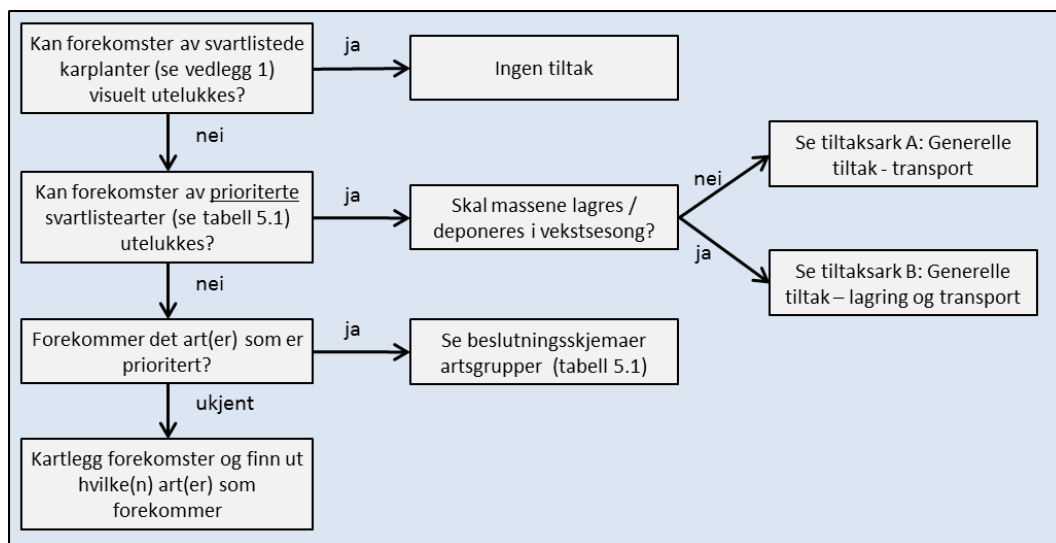 Kan forekomster av svartlistede
karplanter (se vedlegg 1)
visuelt utelukkes?
ja
Ingen tiltak
nei
Kan forekomster av prioriterte
svartlistearter (se tabell 5.1)
utelukkes?
ja
Skal massene lagres /
deponeres i vekstsesong?
nei
Se tiltaksark A: Generelle
tiltak - transport
ja
Se tiltaksark B: Generelle
tiltak – lagring og transport
nei
Forekommer det art(er) som er
prioritert?
ja
Se beslutningsskjemaer
artsgrupper (tabell 5.1)
ukjent
Kartlegg forekomster og finn ut
hvilke(n) art(er) som
forekommer